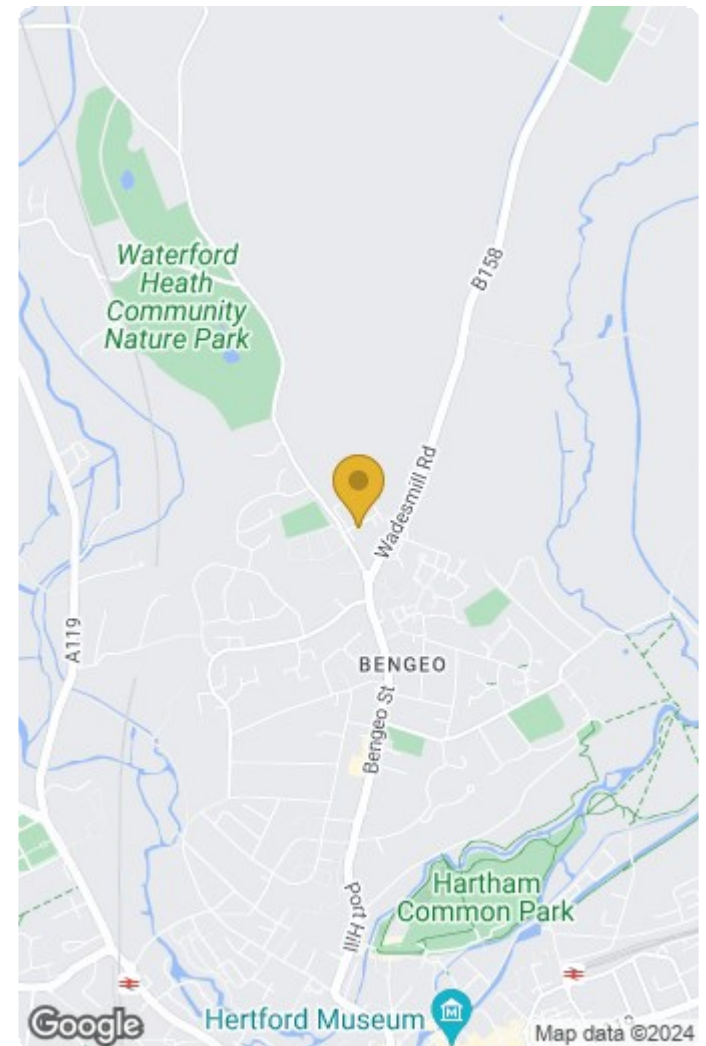 Waterford
Heath
Community
Nature Park
B158
Wadesmill Rd
A119
BENGEO
Bengeo St
Hartham
Common Park
Port Hill
Hertford Museum
M
Google
Map data ©2024